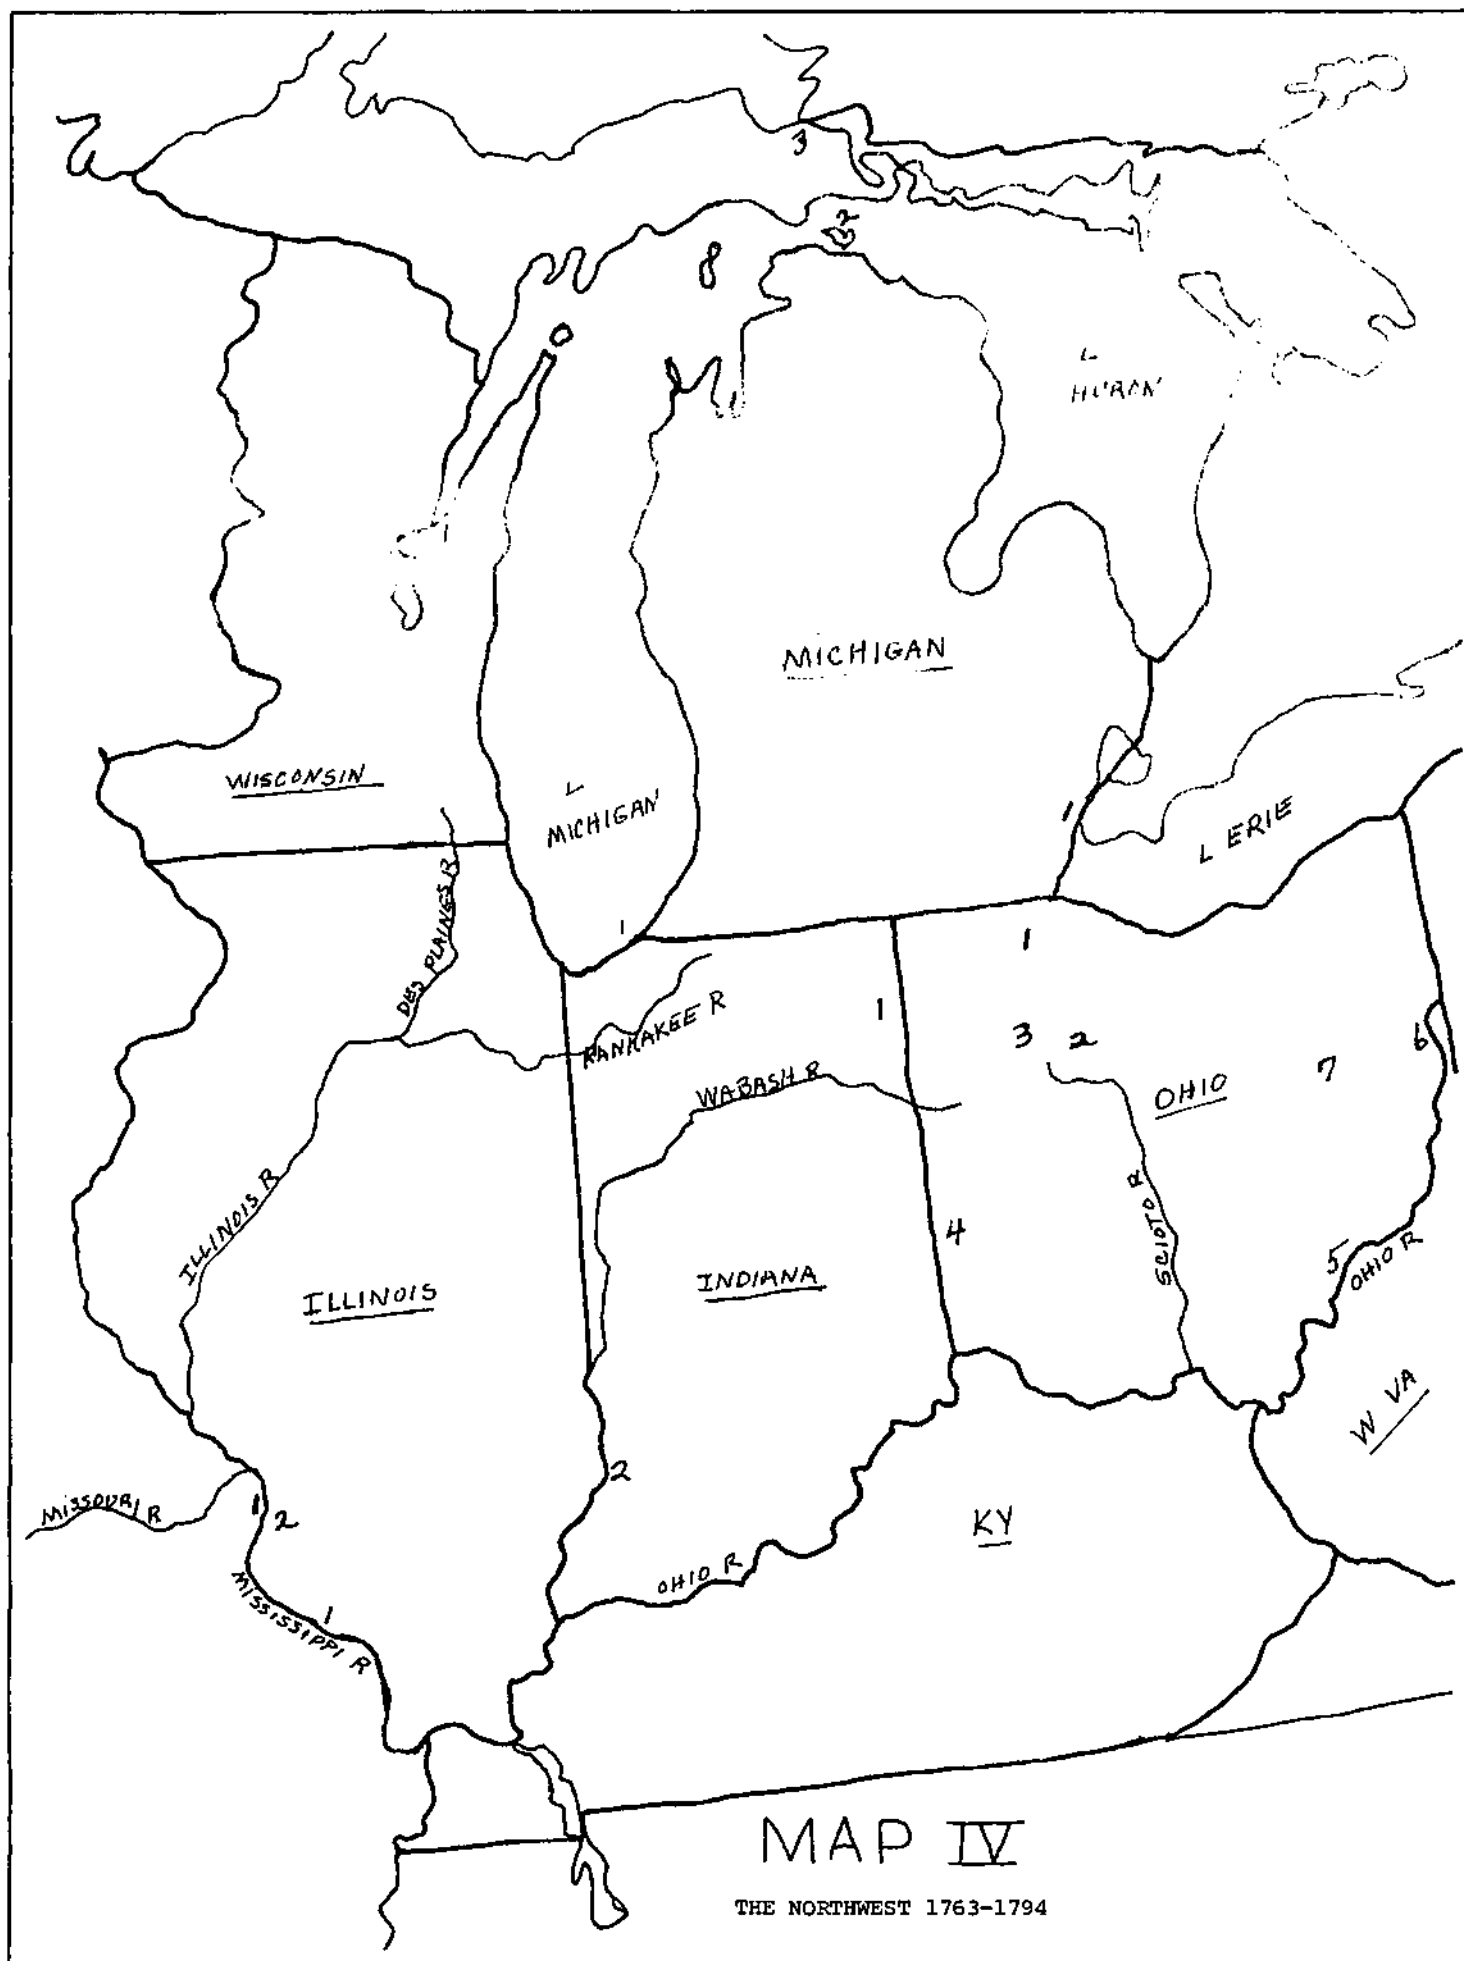 3
2
8
L
HURON
MICHIGAN
WISCONSIN
L
MICHIGAN
1
L ERIE
DES PLAINES R
1
1
1
KANKAKEE R
3
2
6
7
WABASH R
OHIO
ILLINOIS R
SCIOTO R
4
5
OHIO R
ILLINOIS
INDIANA
W VA
2
MISSOURI R
1
2
KY
OHIO R
MISSISSIPPI R
1
MAP IV
THE NORTHWEST 1763-1794